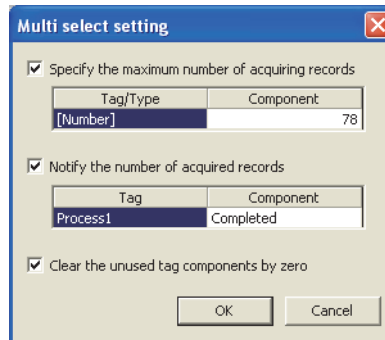 Multi select setting
Specify the maximum number of acquiring records
Tag/Type Component
[Number] 78
Notify the number of acquired records
Tag Component
Process1 Completed
Clear the unused tag components by zero
OK Cancel